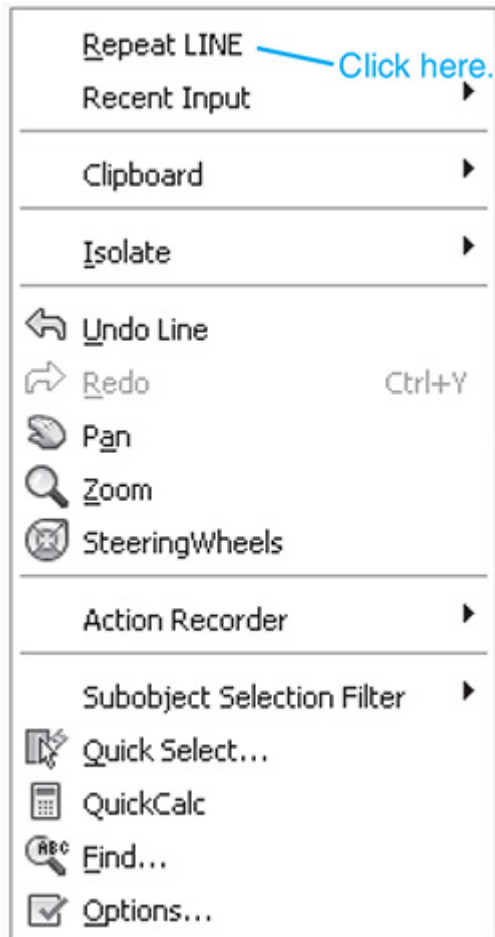 Repeat LINE
Click here.
Recent Input
Clipboard
Isolate
Undo Line
Redo Ctrl+Y
Pan
Zoom
SteeringWheels
Action Recorder
Subobject Selection Filter
Quick Select...
QuickCalc
ABC
Find...
Options...